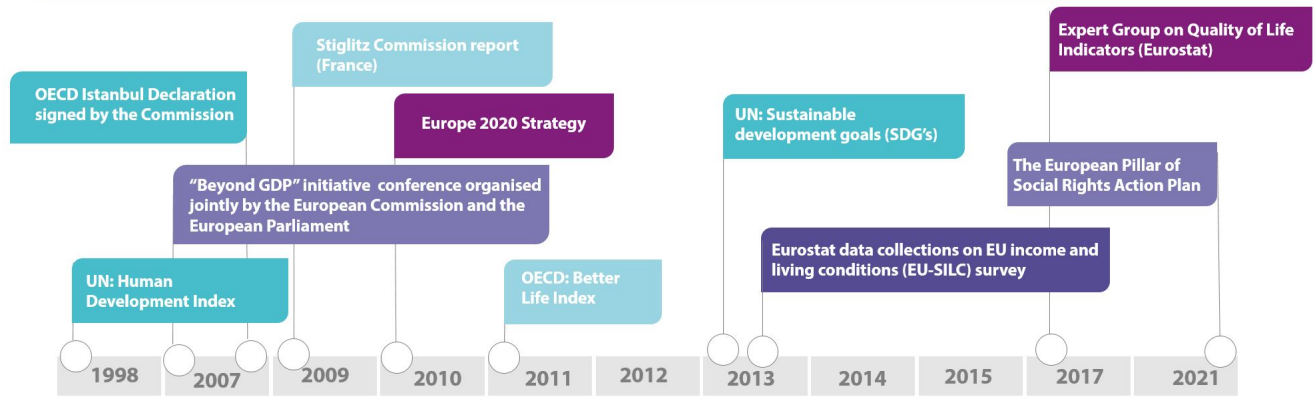 Stiglitz Commission report
(France)
Expert Group on Quality of Life
Indicators (Eurostat)
OECD Istanbul Declaration
signed by the Commission
Europe 2020 Strategy
UN: Sustainable
development goals (SDG’s)
“Beyond GDP” initiative conference organised
jointly by the European Commission and the
European Parliament
The European Pillar of
Social Rights Action Plan
UN: Human
Development Index
OECD: Better
Life Index
Eurostat data collections on EU income and
living conditions (EU-SILC) survey
1998
2007
2009
2010
2011
2012
2013
2014
2015
2017
2021